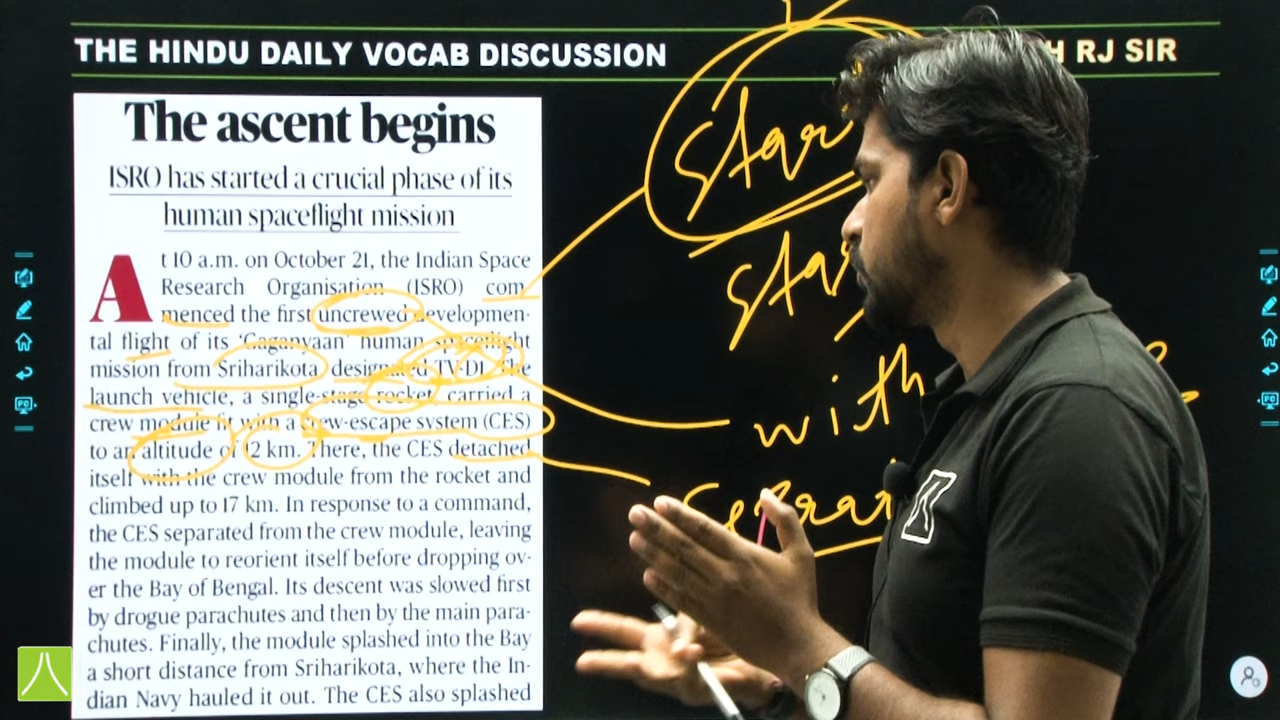 THE HINDU DAILY VOCAB DISCUSSION
H RJ SIR
The ascent begins
ISRO has started a crucial phase of its
human spaceflight mission
At 10 a.m. on October 21, the Indian Space
Research Organisation (ISRO) com
menced the first uncrewed developmen-
tal flight of its 'Gaganyaan' human spaceflight
mission from Sriharikota designated TV-D1. The
launch vehicle, a single-stage rocket, carried a
crew module fit with a crew-escape system (CES)
to an altitude of 12 km. There, the CES detached
itself with the crew module from the rocket and
climbed up to 17 km. In response to a command,
the CES separated from the crew module, leaving
the module to reorient itself before dropping ov-
er the Bay of Bengal. Its descent was slowed first
by drogue parachutes and then by the main para-
chutes. Finally, the module splashed into the Bay
a short distance from Sriharikota, where the In-
dian Navy hauled it out. The CES also splashed
Star
Star
with